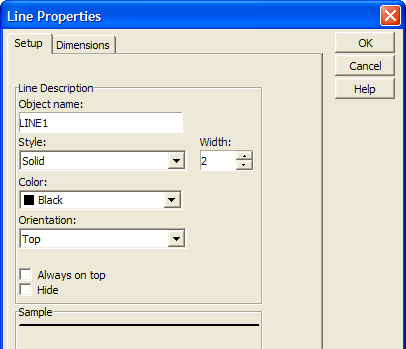 Line Properties
Setup
Dimensions
OK
Cancel
Help
Line Description
Object name:
LINE1
Style:
Width:
Solid
2
Color:
Black
Orientation:
Top
Always on top
Hide
Sample